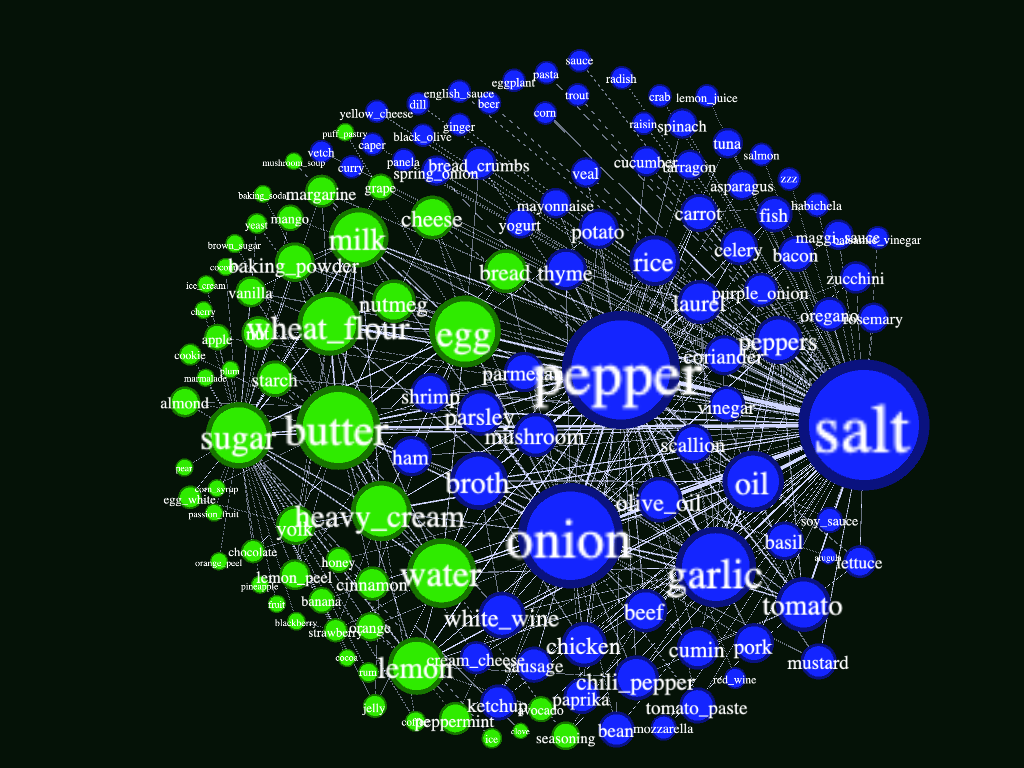 sauce
pasta
radish
eggplant
trout
crab
lemon_juice
english_sauce
beer
dill
yellow_cheese
corn
raisin
spinach
ginger
black_olive
puff_pastry
caper
vetch
tuna
salmon
mushroom_soup
curry
panela
spring_onion
bread_crumbs
veal
cucumber
tarragon
zzz
asparagus
baking_soda
margarine
grape
mayonnaise
habichela
yeast
mango
cheese
yogurt
potato
carrot
fish
maggi_sauce
balsamic_vinegar
brown_sugar
milk
celery
bacon
baking_powder
bread
thyme
rice
zucchini
ice_cream
vanilla
nutmeg
laurel
purple_onion
cherry
wheat_flour
egg
oregano
rosemary
apple
nut
peppers
cookie
coriander
plum
marmalade
starch
parmesan
pepper
almond
shrimp
vinegar
sugar
butter
parsley
mushroom
scallion
salt
pear
ham
broth
oil
corn_syrup
egg_white
passion_fruit
yolk
heavy_cream
olive_oil
soy_sauce
onion
basil
chocolate
orange_peel
honey
arugula
lettuce
lemon_peel
cinnamon
water
garlic
pineapple
fruit
banana
tomato
blackberry
strawberry
orange
white_wine
beef
chicken
cumin
pork
cocoa
rum
lemon
cream_cheese
sausage
mustard
chili_pepper
red_wine
jelly
ketchup
avocado
paprika
tomato_paste
peppermint
clove
ice
seasoning
bean
mozzarella